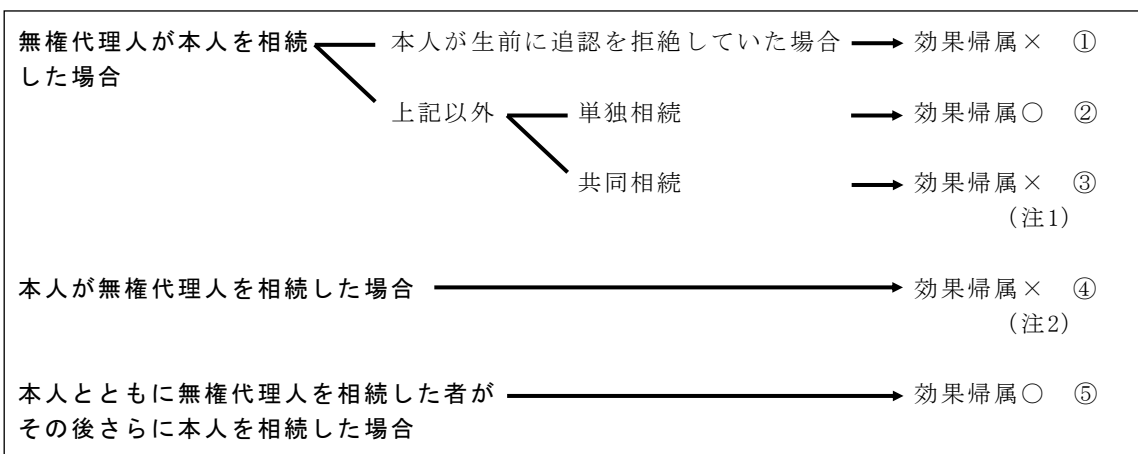 無権代理人が本人を相続 本人が生前に追認を拒絶していた場合 効果帰属× ①
した場合
上記以外 単独相続 効果帰属○ ②
共同相続 効果帰属× ③
(注1)
本人が無権代理人を相続した場合 効果帰属× ④
(注2)
本人とともに無権代理人を相続した者が 効果帰属○ ⑤
その後さらに本人を相続した場合